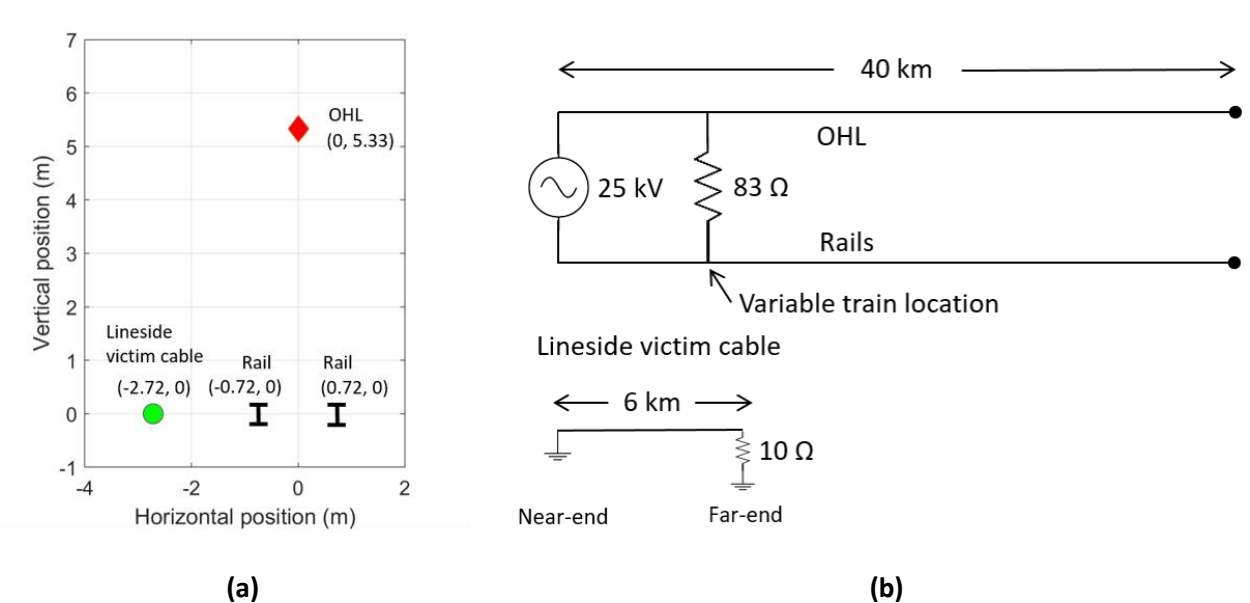 7
6
5
4
3
2
1
0
-1
-4
-2
0
2
Vertical position (m)
Horizontal position (m)
OHL
(0, 5.33)
Lineside
victim cable
(-2.72, 0)
Rail
(-0.72, 0)
Rail
(0.72, 0)
(a)
40 km
OHL
25 kV
83 Ω
Rails
Variable train location
Lineside victim cable
6 km
10 Ω
Near-end
Far-end
(b)